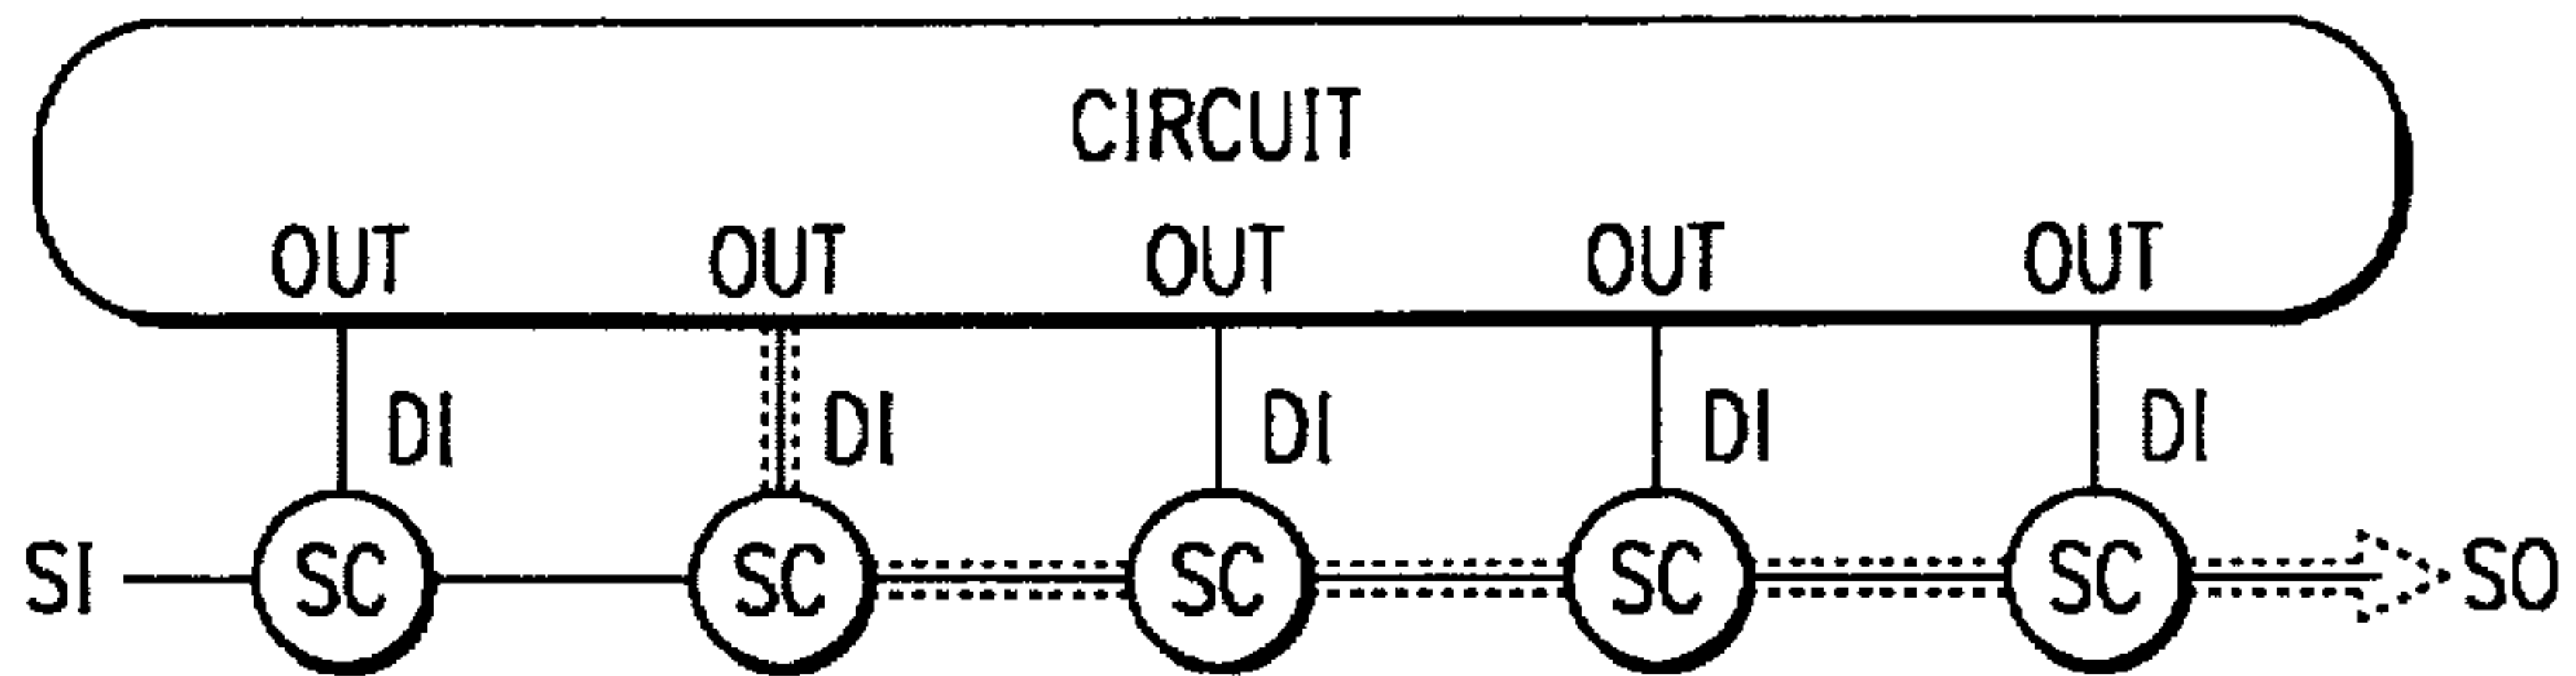 CIRCUIT
OUT OUT OUT OUT OUT
DI DI DI DI DI
SI SC SC SC SC SC SO